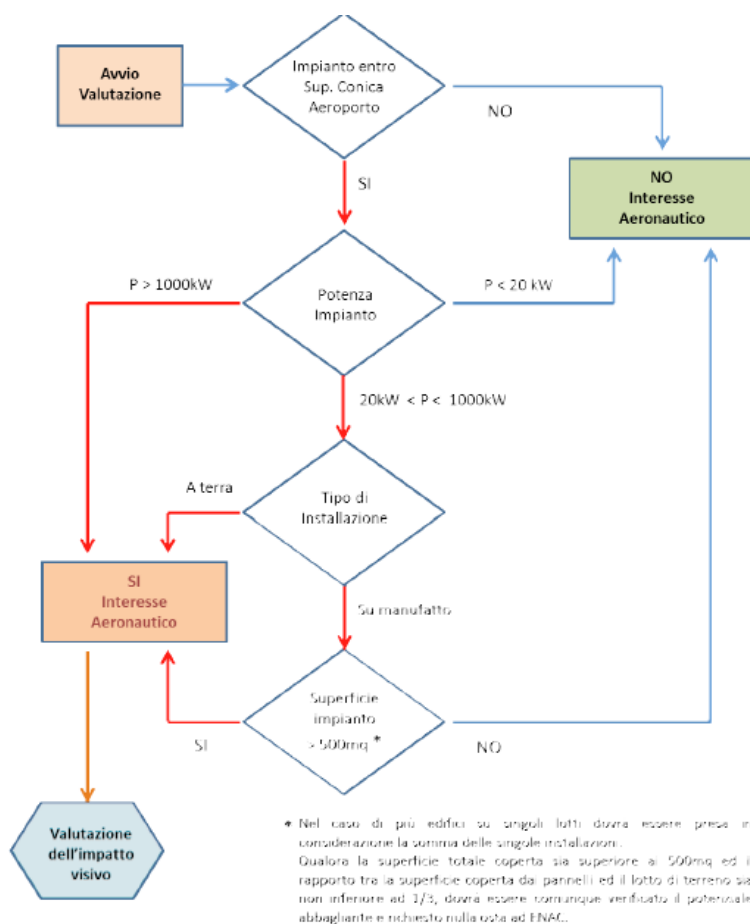 Avvio
Valutazione
Impianto entro
Sup. Conica
Aeroporto
NO
SI
NO
Interesse
Aeronautico
P > 1000kW
Potenza
Impianto
P < 20 kW
20kW < P < 1000kW
A terra
Tipo di
Installazione
SI
Interesse
Aeronautico
Su manufatto
Superficie
impianto
> 500mq *
SI
NO
Valutazione
dell'impatto
visivo
* Nel caso di più edifici su singoli lotti dovrà essere presa in
considerazione la somma delle singole installazioni.
Qualora la superficie totale coperta sia superiore ai 500mq ed il
rapporto tra la superficie coperta dai pannelli ed il lotto di terreno sia
non inferiore ad 1/3, dovrà essere comunque verificato il potenziale
abbagliante e richiesto nulla osta ad ENAC.